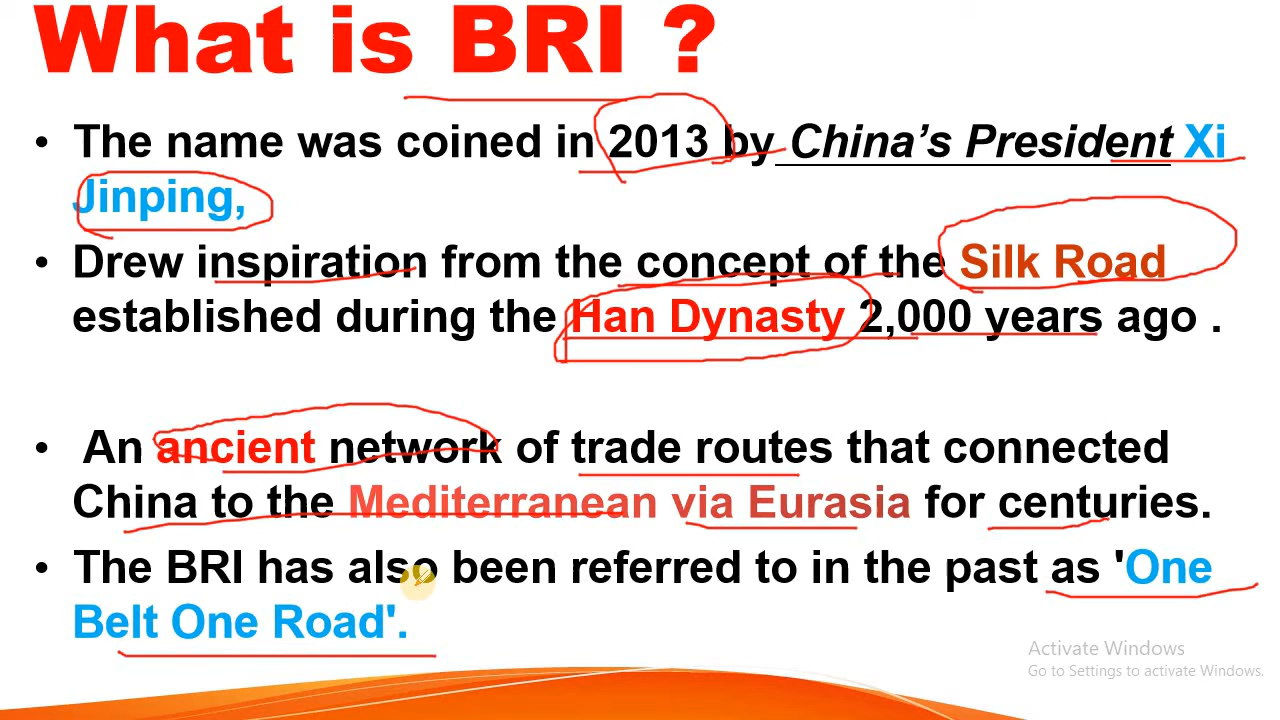 What is BRI ?
• The name was coined in 2013 by China's President Xi
Jinping,
• Drew inspiration from the concept of the Silk Road
established during the Han Dynasty 2,000 years ago .
• An ancient network of trade routes that connected
China to the Mediterranean via Eurasia for centuries.
• The BRI has also been referred to in the past as 'One
Belt One Road'.
Activate Windows
Go to Settings to activate Windows.